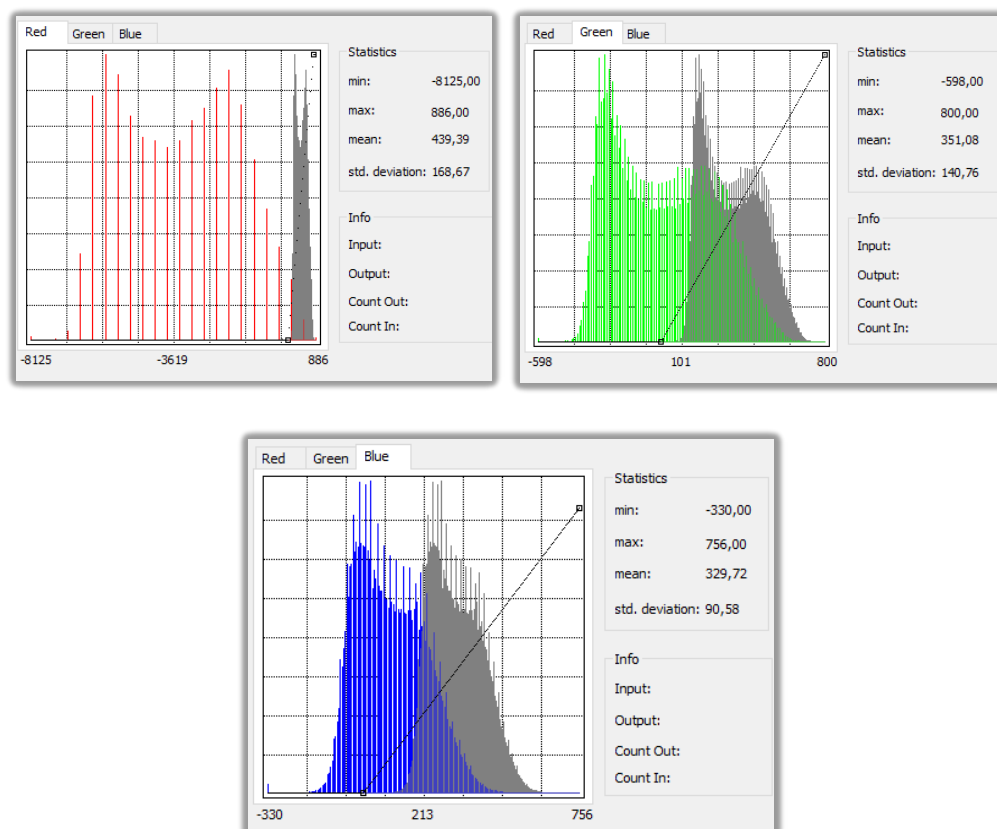 Red Green Blue
Statistics
min: -8125,00
max: 886,00
mean: 439,39
std. deviation: 168,67
Info
Input:
Output:
Count Out:
Count In:
-8125 -3619 886
Red Green Blue
Statistics
min: -598,00
max: 800,00
mean: 351,08
std. deviation: 140,76
Info
Input:
Output:
Count Out:
Count In:
-598 101 800
Red Green Blue
Statistics
min: -330,00
max: 756,00
mean: 329,72
std. deviation: 90,58
Info
Input:
Output:
Count Out:
Count In:
-330 213 756